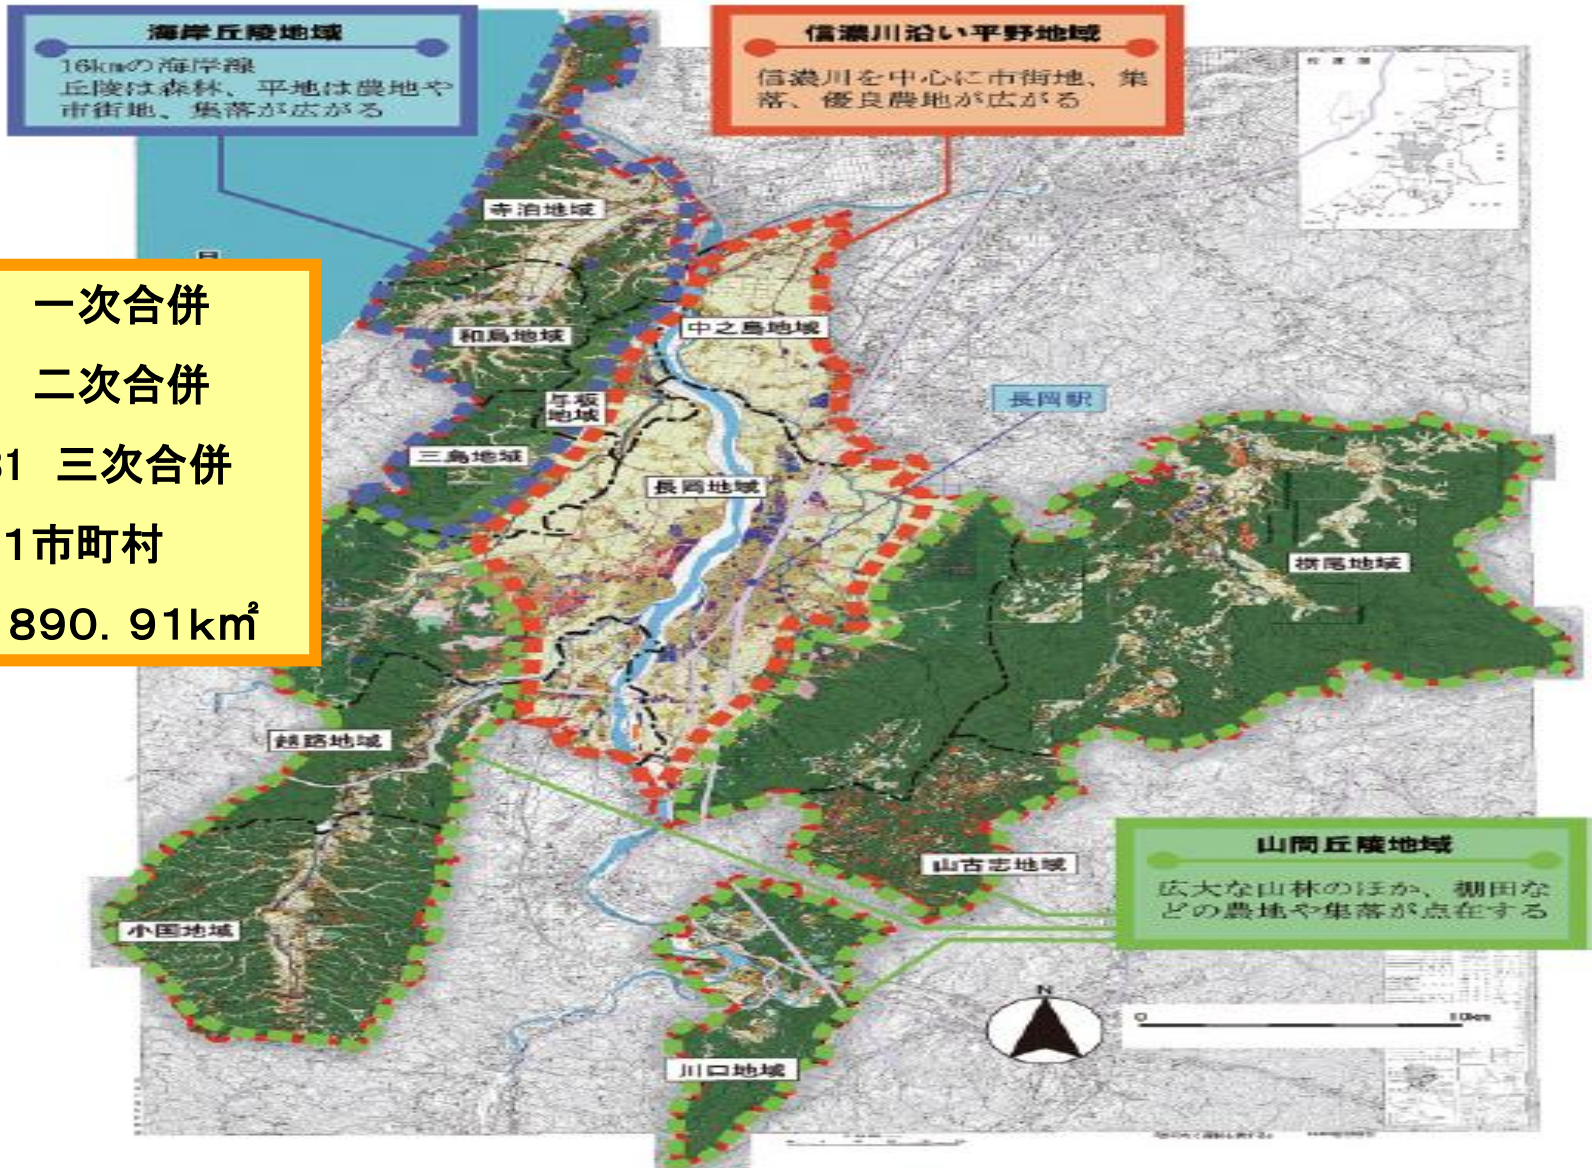 海岸丘陵地域
16kmの海岸線
丘陵は森林、平地は農地や
市街地、集落が広がる
信濃川沿い平野地域
信濃川を中心に市街地、集
落、優良農地が広がる
一次合併
二次合併
31 三次合併
1市町村
890.91k㎡
寺泊地域
和島地域
中之島地域
与板
地域
三島地域
長岡駅
長岡地域
栃尾地域
越路地域
山古志地域
小国地域
川口地域
山間丘陵地域
広大な山林のほか、棚田な
どの農地や集落が点在する
N
0
10km